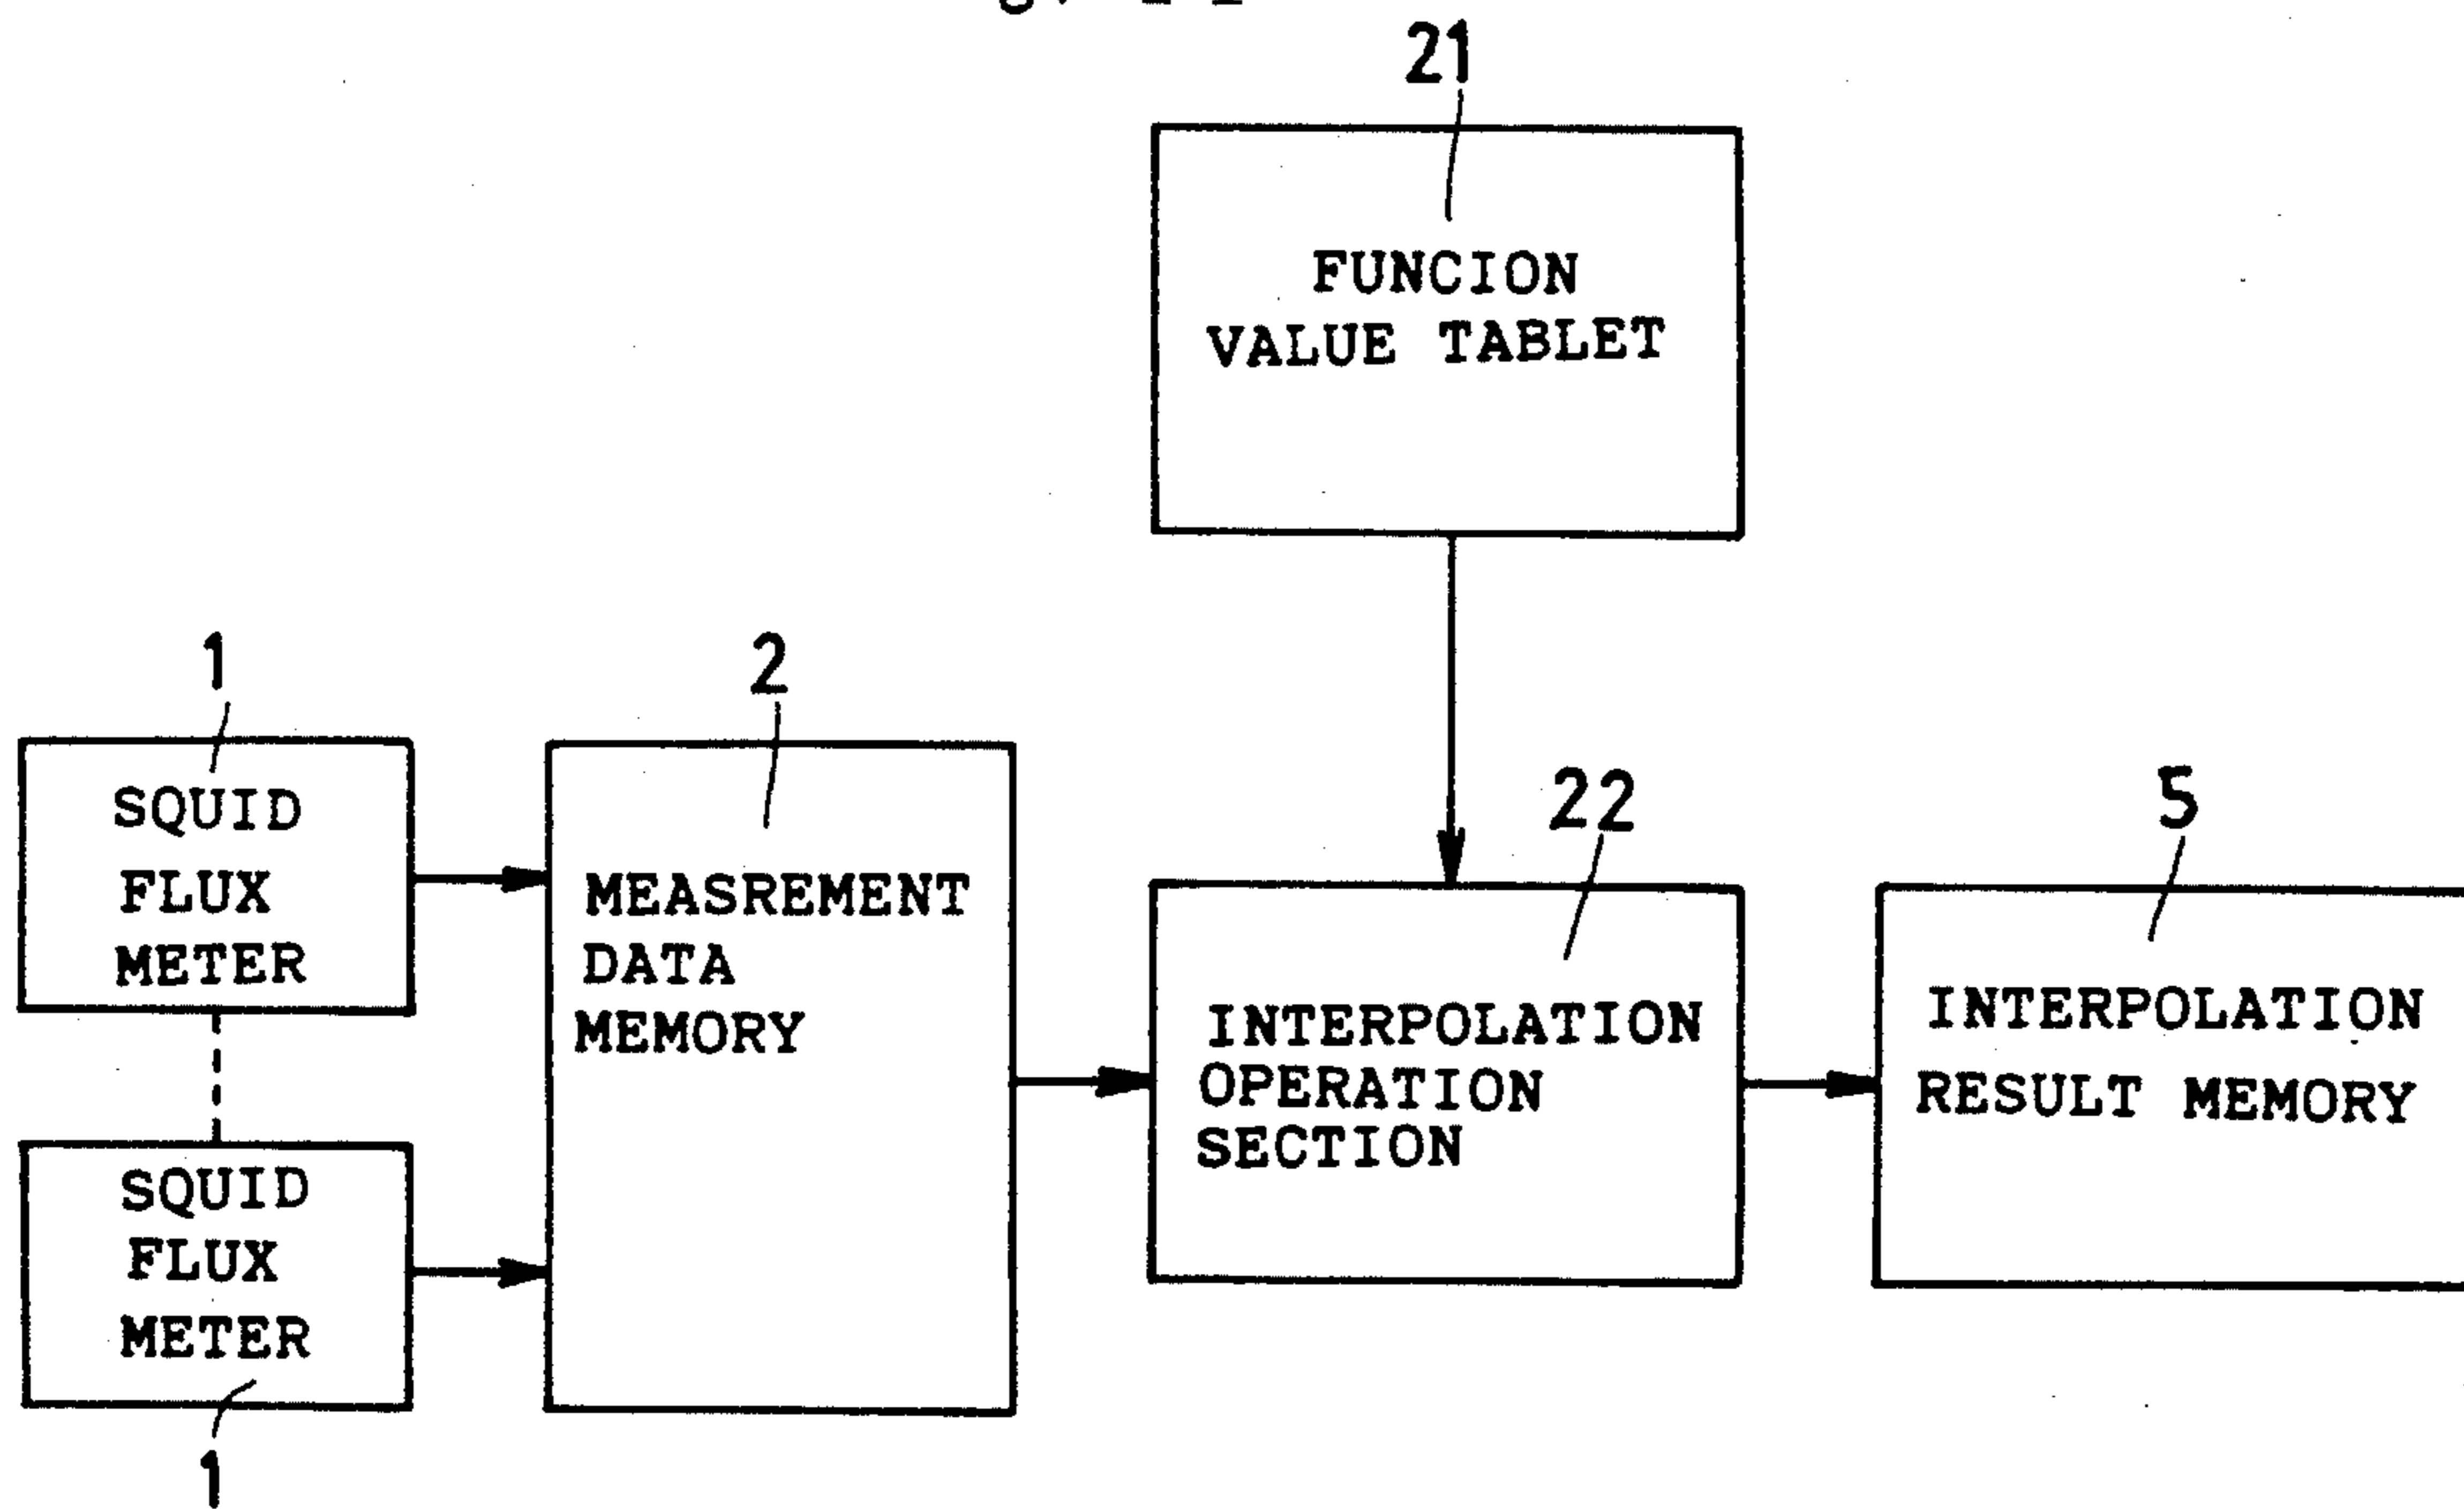 21
FUNCION
VALUE TABLET
1
2
SQUID
FLUX
METER
MEASREMENT
DATA
MEMORY
22
INTERPOLATION
OPERATION
SECTION
5
INTERPOLATION
RESULT MEMORY
SQUID
FLUX
METER
1